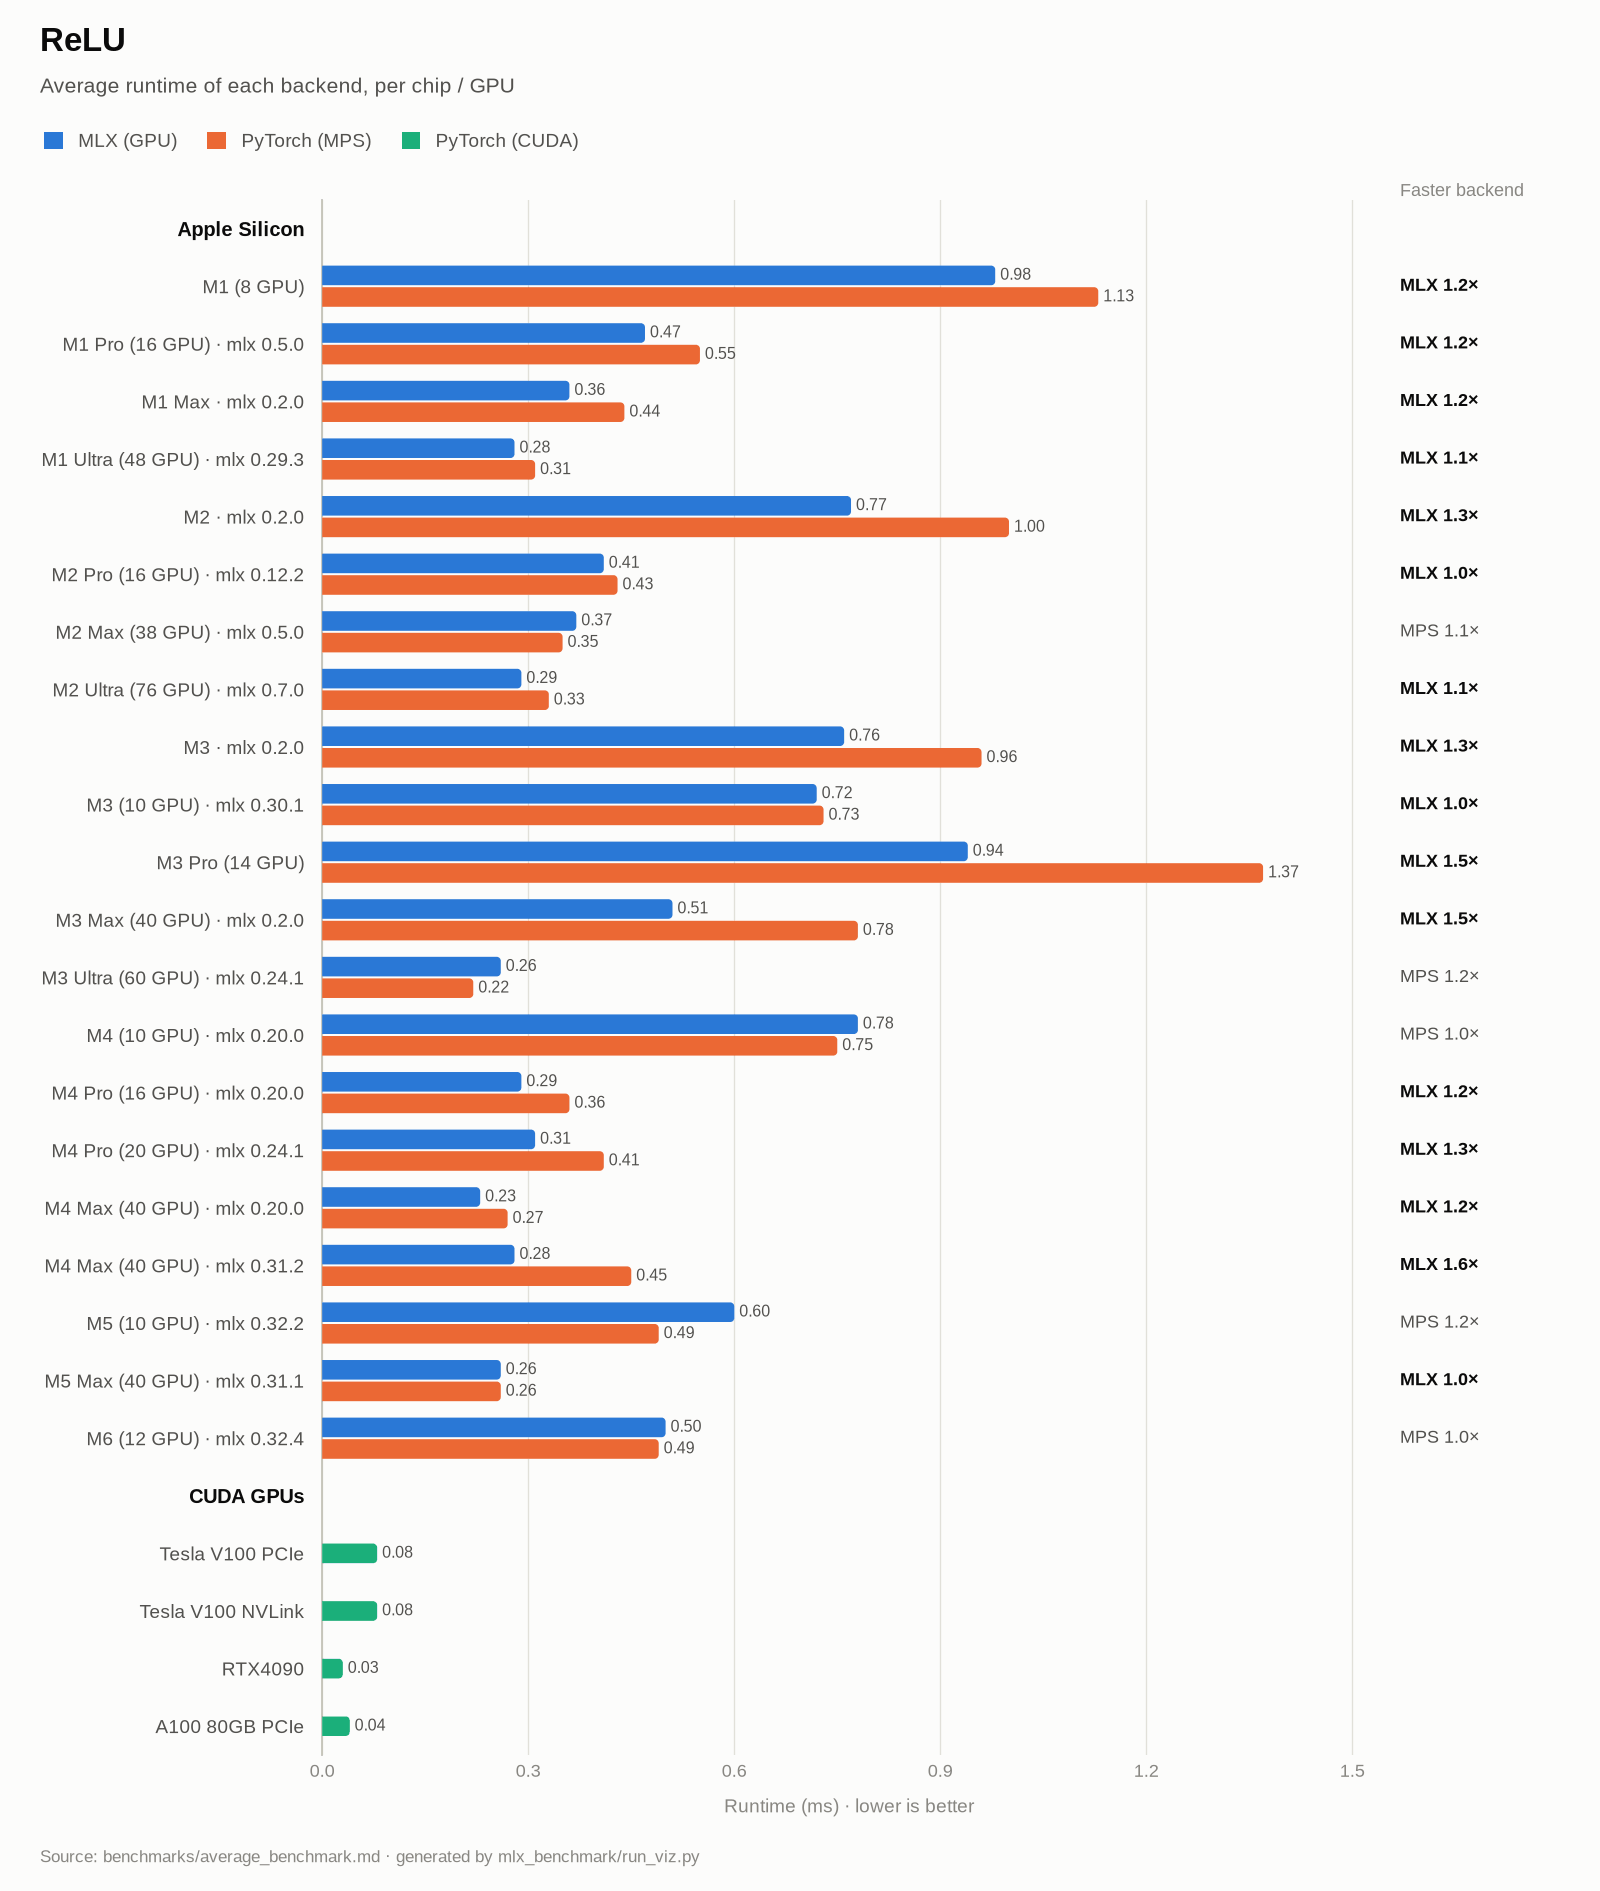 ReLU
Average runtime of each backend, per chip / GPU
MLX (GPU) PyTorch (MPS) PyTorch (CUDA)
Faster backend
Apple Silicon
M1 (8 GPU) 0.98 1.13 MLX 1.2×
M1 Pro (16 GPU) · mlx 0.5.0 0.47 0.55 MLX 1.2×
M1 Max · mlx 0.2.0 0.36 0.44 MLX 1.2×
M1 Ultra (48 GPU) · mlx 0.29.3 0.28 0.31 MLX 1.1×
M2 · mlx 0.2.0 0.77 1.00 MLX 1.3×
M2 Pro (16 GPU) · mlx 0.12.2 0.41 0.43 MLX 1.0×
M2 Max (38 GPU) · mlx 0.5.0 0.37 0.35 MPS 1.1×
M2 Ultra (76 GPU) · mlx 0.7.0 0.29 0.33 MLX 1.1×
M3 · mlx 0.2.0 0.76 0.96 MLX 1.3×
M3 (10 GPU) · mlx 0.30.1 0.72 0.73 MLX 1.0×
M3 Pro (14 GPU) 0.94 1.37 MLX 1.5×
M3 Max (40 GPU) · mlx 0.2.0 0.51 0.78 MLX 1.5×
M3 Ultra (60 GPU) · mlx 0.24.1 0.26 0.22 MPS 1.2×
M4 (10 GPU) · mlx 0.20.0 0.78 0.75 MPS 1.0×
M4 Pro (16 GPU) · mlx 0.20.0 0.29 0.36 MLX 1.2×
M4 Pro (20 GPU) · mlx 0.24.1 0.31 0.41 MLX 1.3×
M4 Max (40 GPU) · mlx 0.20.0 0.23 0.27 MLX 1.2×
M4 Max (40 GPU) · mlx 0.31.2 0.28 0.45 MLX 1.6×
M5 (10 GPU) · mlx 0.32.2 0.60 0.49 MPS 1.2×
M5 Max (40 GPU) · mlx 0.31.1 0.26 0.26 MLX 1.0×
M6 (12 GPU) · mlx 0.32.4 0.50 0.49 MPS 1.0×
CUDA GPUs
Tesla V100 PCIe 0.08
Tesla V100 NVLink 0.08
RTX4090 0.03
A100 80GB PCIe 0.04
0.0 0.3 0.6 0.9 1.2 1.5
Runtime (ms) · lower is better
Source: benchmarks/average_benchmark.md · generated by mlx_benchmark/run_viz.py